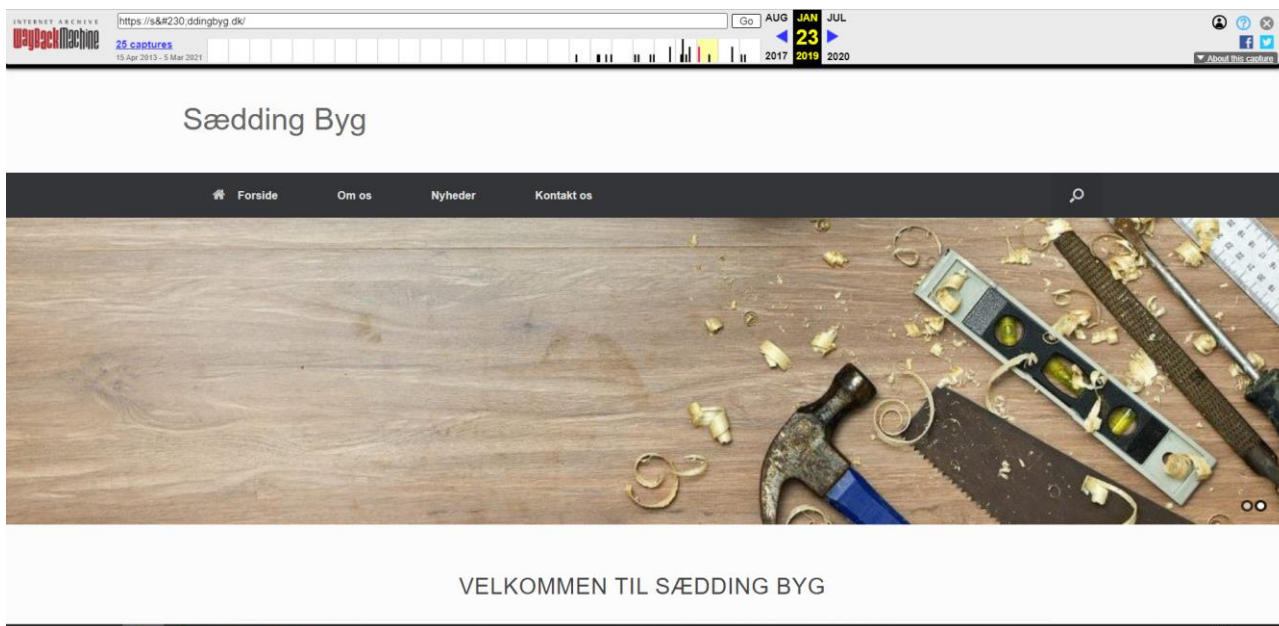 INTERNET ARCHIVE
WayBackMachine
https://s&#230;ddingbyg.dk/
Go
AUG JAN JUL
25 captures
23
15 Apr 2013 - 5 Mar 2021
2017 2019 2020
▼ About this capture
Sædding Byg
Forside Om os Nyheder Kontakt os
VELKOMMEN TIL SÆDDING BYG